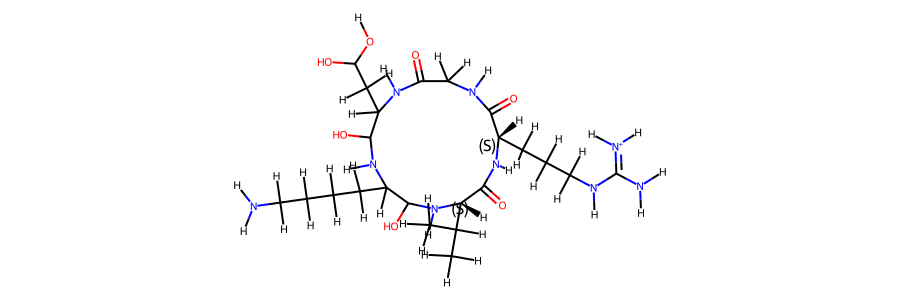 H
O
O H
HO H
H H H
N N O
H
H H
H
HO H H H
(S) N+ H
H N N H H
H H H H H
H H N N
H H
N N (S) O
H H H H
H H H HO H
H H H H
H
H H
H